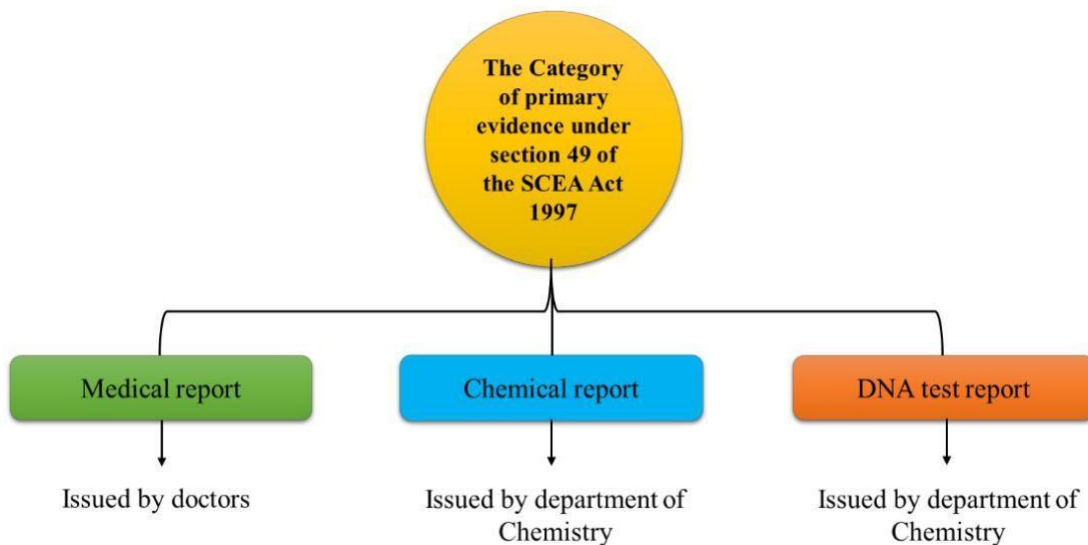 The Category
of primary
evidence under
section 49 of
the SCEA Act
1997
Medical report
Chemical report
DNA test report
Issued by doctors
Issued by department of
Chemistry
Issued by department of
Chemistry